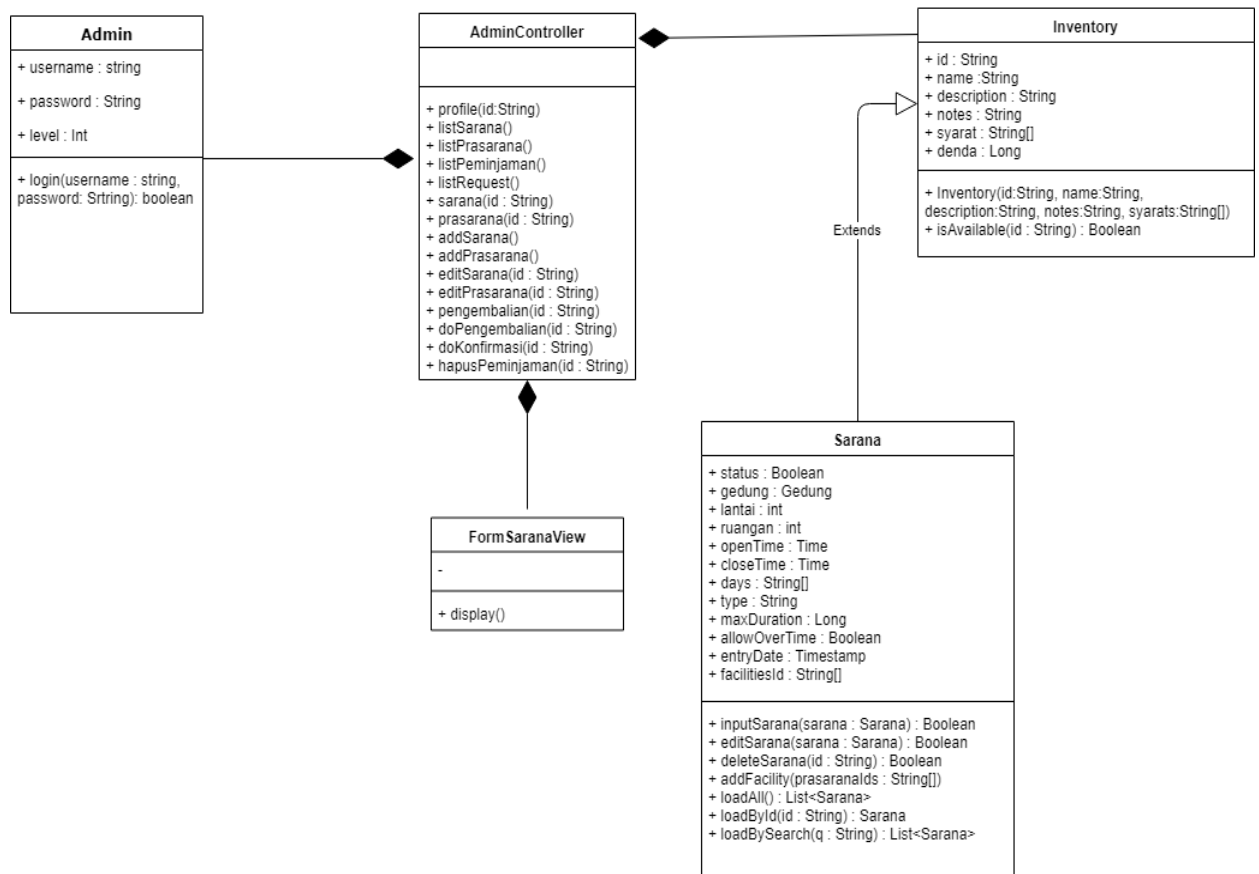 Admin
+ username : string
+ password : String
+ level : Int
+ login(username : string,
password: Srtring): boolean
AdminController
+ profile(id:String)
+ listSarana()
+ listPrasarana()
+ listPeminjaman()
+ listRequest()
+ sarana(id : String)
+ prasarana(id : String)
+ addSarana()
+ addPrasarana()
+ editSarana(id : String)
+ editPrasarana(id : String)
+ pengembalian(id : String)
+ doPengembalian(id : String)
+ doKonfirmasi(id : String)
+ hapusPeminjaman(id : String)
Inventory
+ id : String
+ name :String
+ description : String
+ notes : String
+ syarat : String[]
+ denda : Long
+ Inventory(id:String, name:String,
description:String, notes:String, syarats:String[])
+ isAvailable(id : String) : Boolean
Extends
FormSaranaView
-
+ display()
Sarana
+ status : Boolean
+ gedung : Gedung
+ lantai : int
+ ruangan : int
+ openTime : Time
+ closeTime : Time
+ days : String[]
+ type : String
+ maxDuration : Long
+ allowOverTime : Boolean
+ entryDate : Timestamp
+ facilitiesId : String[]
+ inputSarana(sarana : Sarana) : Boolean
+ editSarana(sarana : Sarana) : Boolean
+ deleteSarana(id : String) : Boolean
+ addFacility(prasaranaIds : String[])
+ loadAll() : List<Sarana>
+ loadById(id : String) : Sarana
+ loadBySearch(q : String) : List<Sarana>